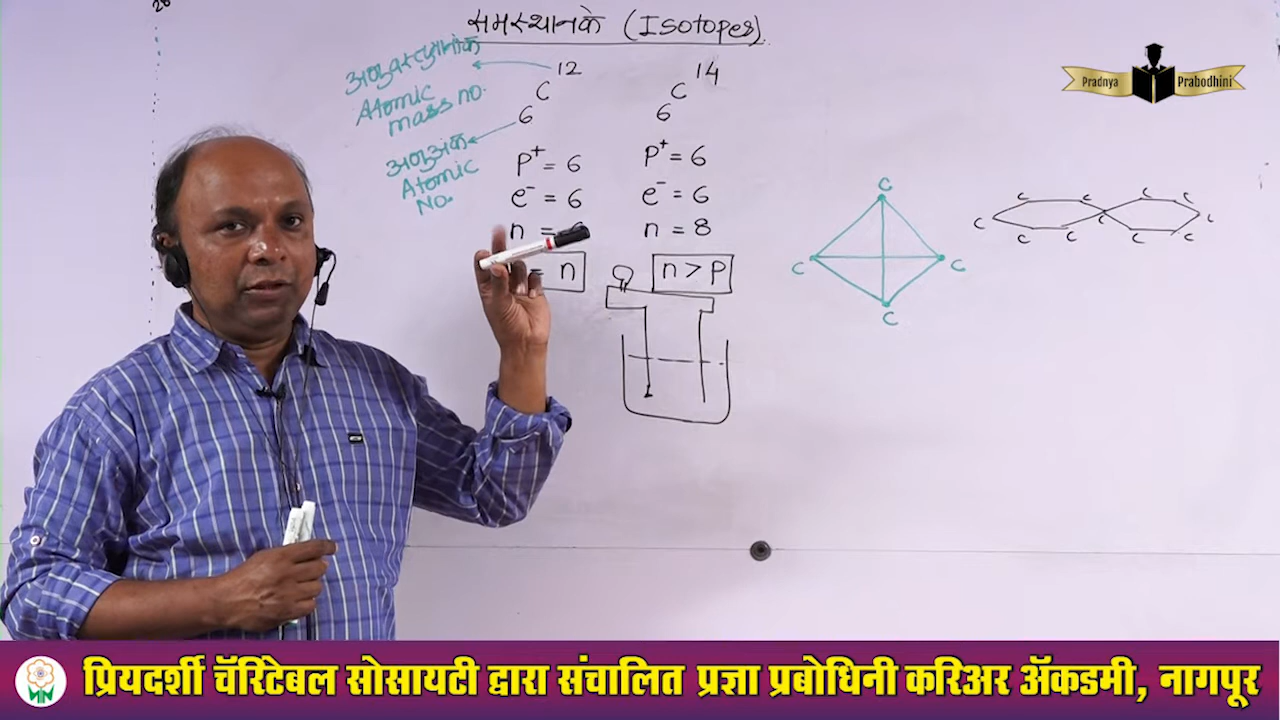 समस्थानके (Isotopes)
अणुवस्तुमानांक
Atomic
mass no.
अणुअंक
Atomic
No.
12
C
6
P⁺ = 6
e⁻ = 6
n =
= n
14
C
6
P⁺ = 6
e⁻ = 6
n = 8
n > P
C
C
C
C
C
C
C
C
C
C
C
C
C
C
Pradnya Prabodhini
प्रियदर्शी चॅरिटेबल सोसायटी द्वारा संचालित प्रज्ञा प्रबोधिनी करिअर ॲकडमी, नागपूर